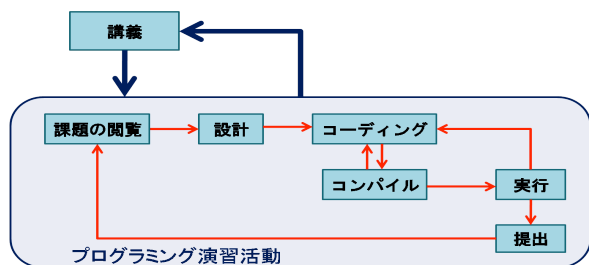 講義
課題の閲覧
設計
コーディング
コンパイル
実行
提出
プログラミング演習活動